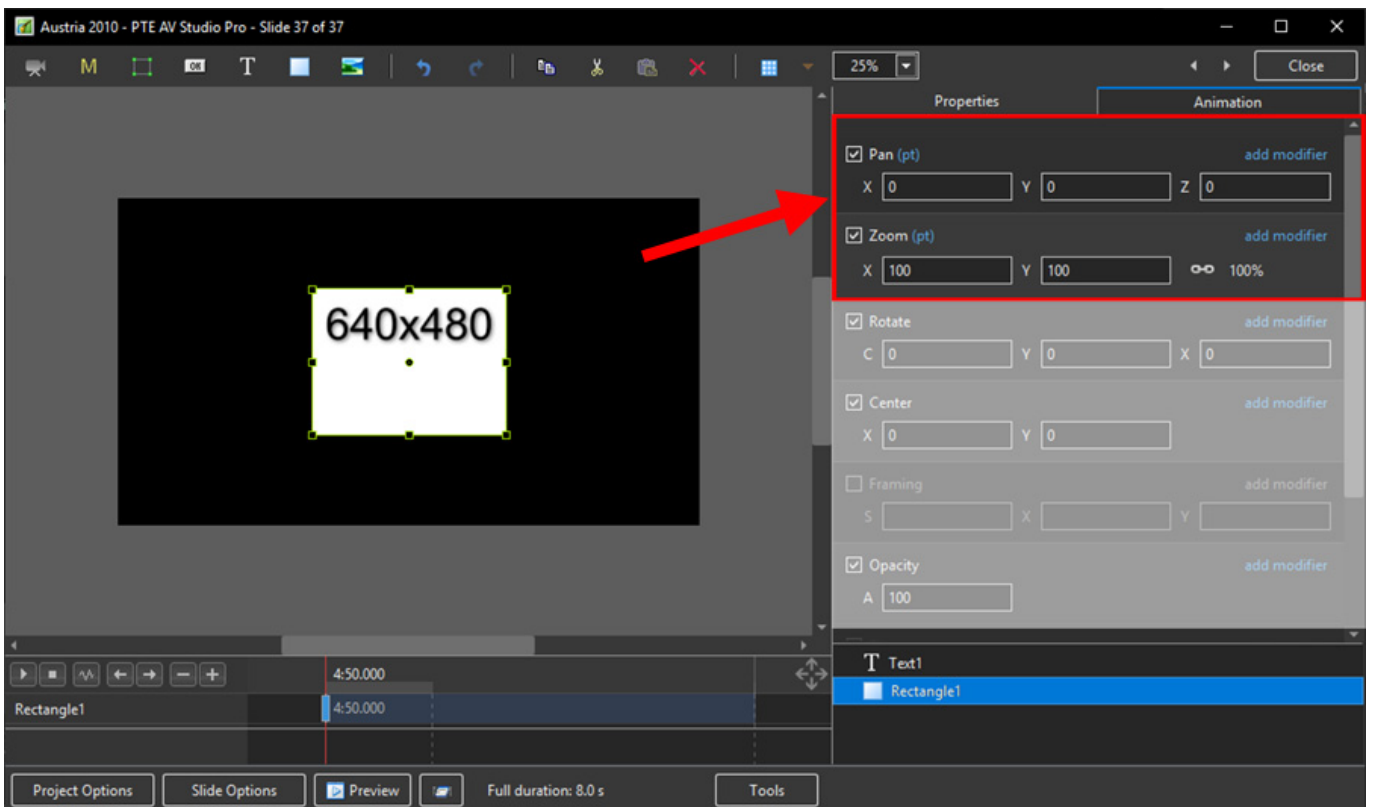 Austria 2010 - PTE AV Studio Pro - Slide 37 of 37
M OK T 25% Close
Properties Animation
Pan (pt) add modifier
X 0 Y 0 Z 0
Zoom (pt) add modifier
X 100 Y 100 100%
640x480
Rotate add modifier
C 0 Y 0 X 0
Center add modifier
X 0 Y 0
Framing add modifier
S X Y
Opacity add modifier
A 100
4:50.000
Rectangle1 4:50.000
T Text1
Rectangle1
Project Options Slide Options Preview Full duration: 8.0 s Tools